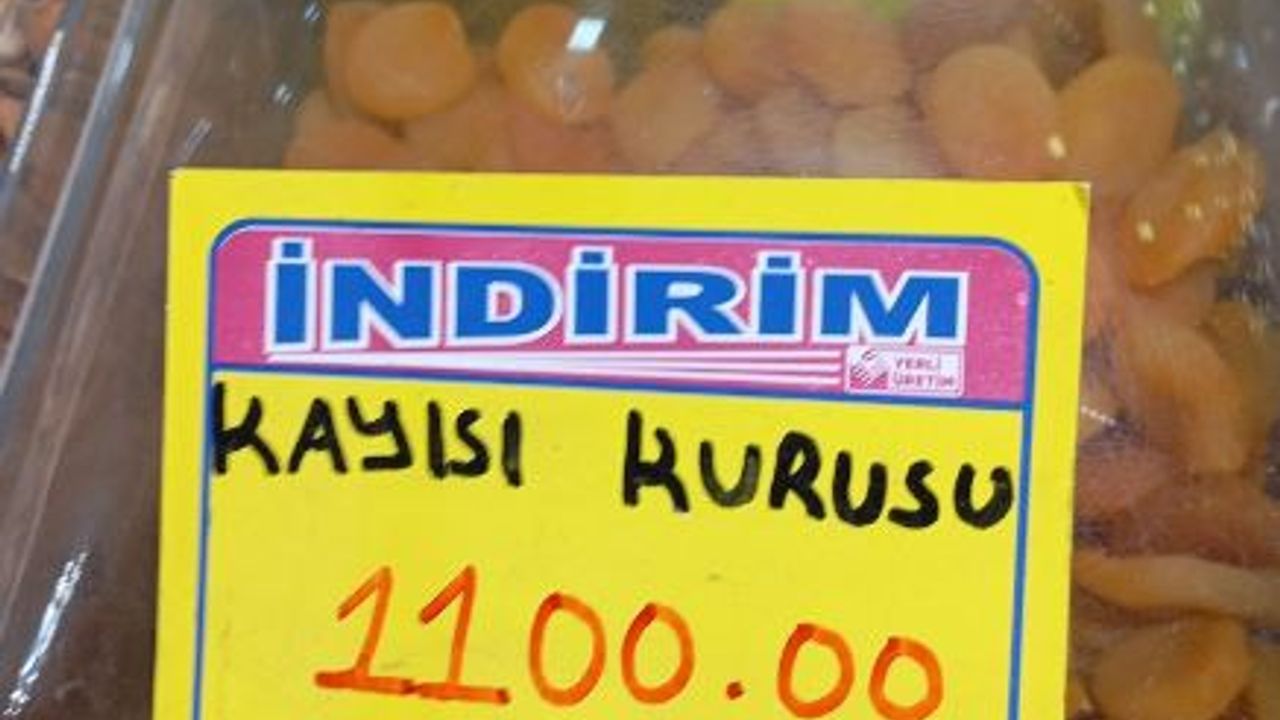 İNDİRİM
YERLİ
ÜRETİM
KAYISI KURUSU
1100.00